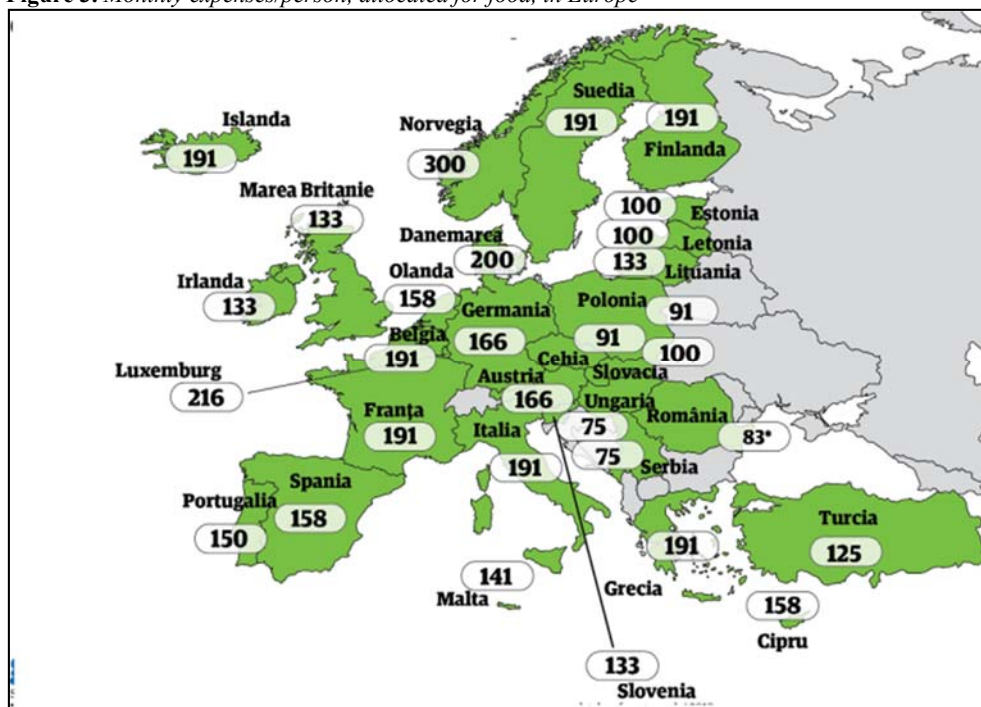 Figure 3. Monthly expenses/person, allocated for food, in Europe
Islanda
191
Norvegia
300
Suedia
191
191
Finlanda
Marea Britanie
133
Irlanda
133
Danemarca
200
Olanda
158
100
Estonia
100
Letonia
133
Lituania
Germania
166
Polonia
91
91
Belgia
191
Luxemburg
216
Cehia
100
Slovacia
Austria
166
Ungaria
75
România
83*
Franța
191
Italia
191
75
Serbia
Portugalia
150
Spania
158
Malta
141
Grecia
191
Turcia
125
158
Cipru
133
Slovenia